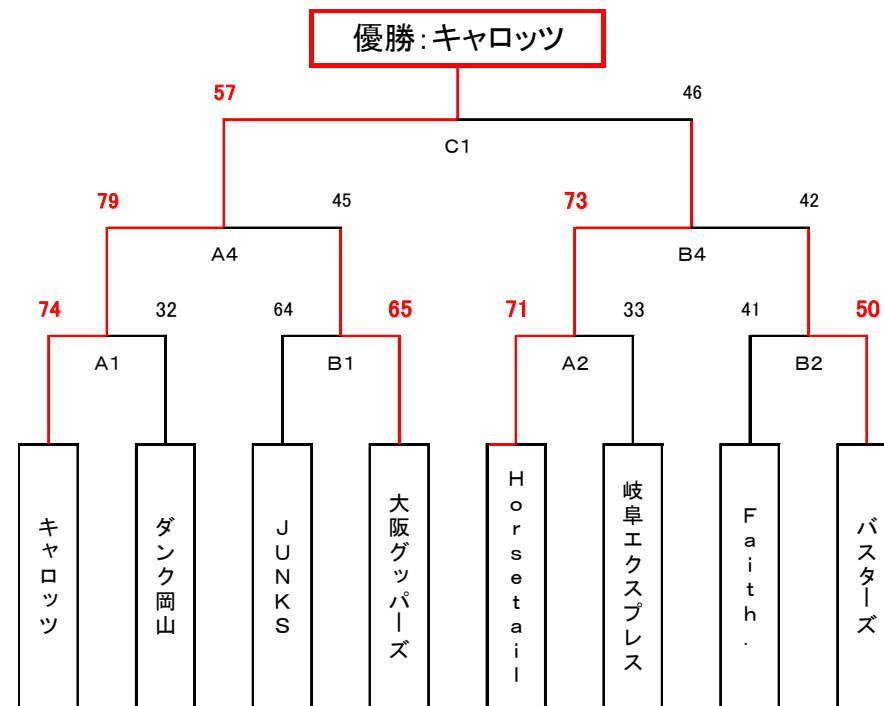 優勝：キャロッツ
57
46
C1
79
45
73
42
A4
B4
74
32
64
65
71
33
41
50
A1
B1
A2
B2
キャロッツ
ダンク岡山
JUNKS
大阪グッパーズ
Horsetail
岐阜エクスプレス
Faith.
バスターズ